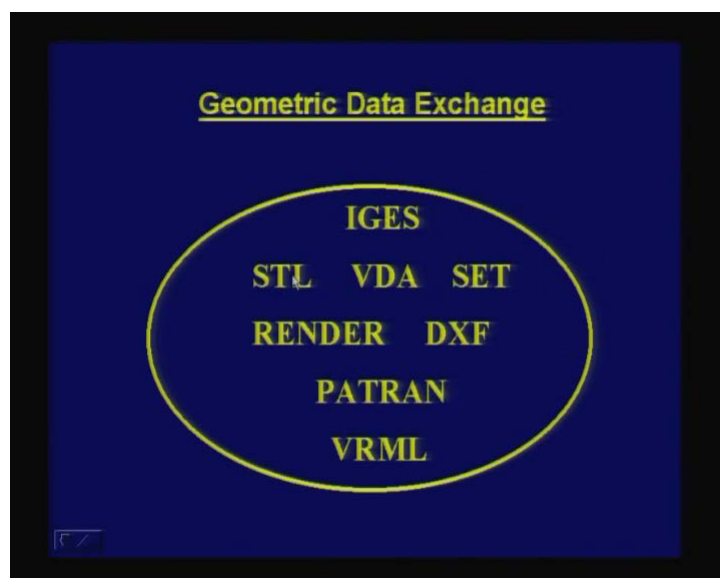 Geometric Data Exchange
IGES
STL VDA SET
RENDER DXF
PATRAN
VRML